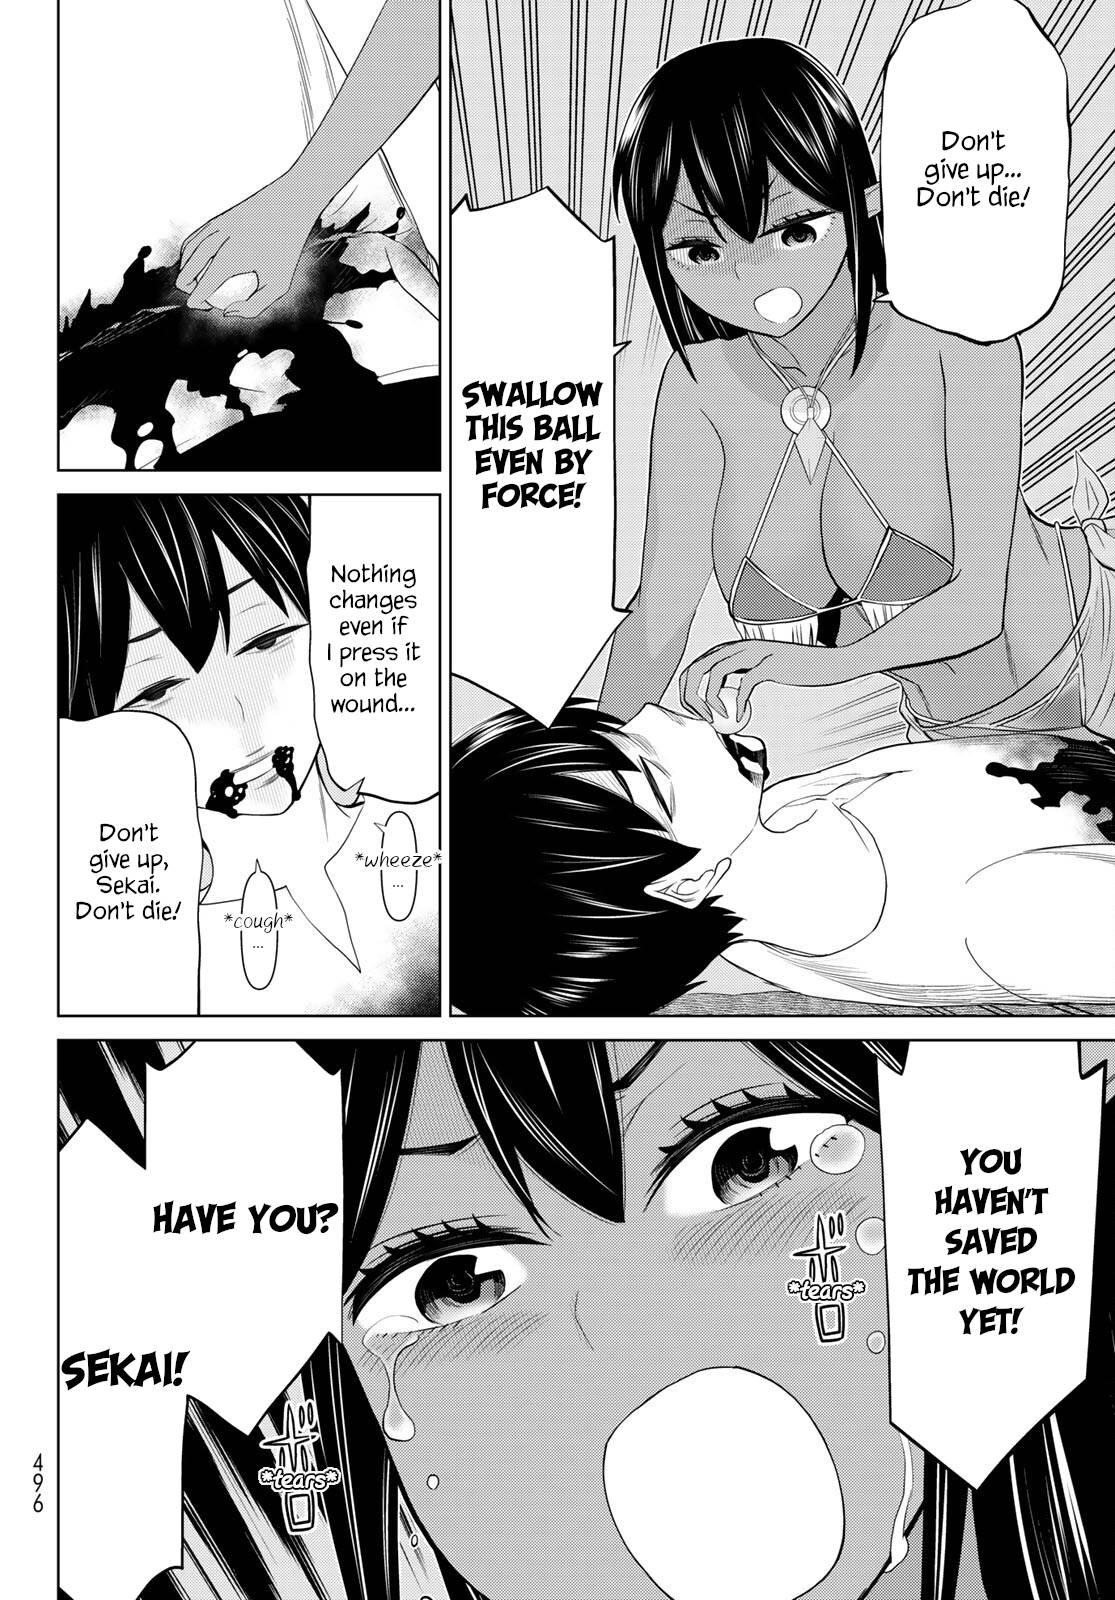 Don't
give up...
Don't die!
SWALLOW
THIS BALL
EVEN BY
FORCE!
Nothing
changes
even if
I press it
on the
wound...
*wheeze*
...
*cough*
...
Don't
give up,
Sekai.
Don't die!
YOU
HAVEN'T
SAVED
THE WORLD
YET!
*tears*
HAVE YOU?
SEKAI!
*tears*
496